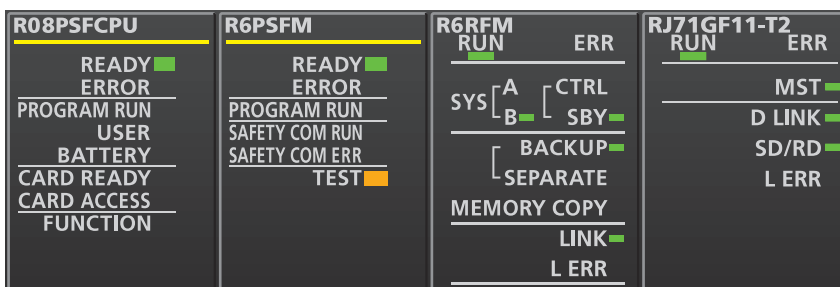 R08PSFCPU
READY
ERROR
PROGRAM RUN
USER
BATTERY
CARD READY
CARD ACCESS
FUNCTION
R6PSFM
READY
ERROR
PROGRAM RUN
SAFETY COM RUN
SAFETY COM ERR
TEST
R6RFM
RUN ERR
SYS A CTRL
B SBY
BACKUP
SEPARATE
MEMORY COPY
LINK
L ERR
RJ71GF11-T2
RUN ERR
MST
D LINK
SD/RD
L ERR